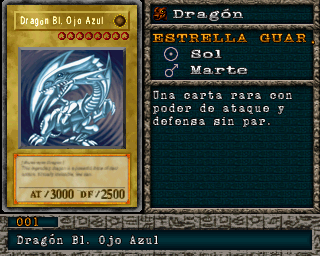 Dragón Bl. Ojo Azul
AT/3000 DF/2500
Dragón
ESTRELLA GUAR.
Sol
Marte
Una carta rara con
poder de ataque y
defensa sin par.
001
Dragón Bl. Ojo Azul